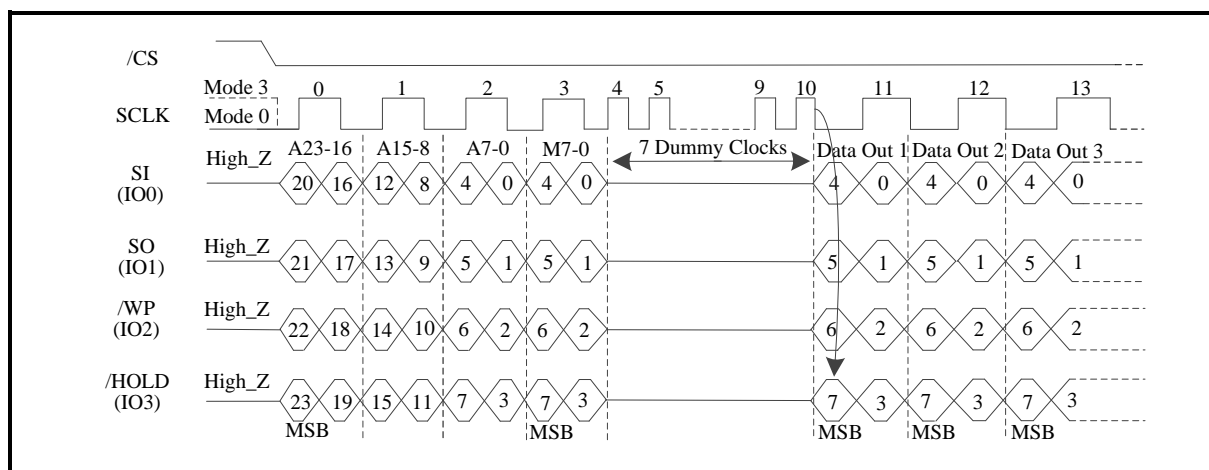 /CS
Mode 3 0 1 2 3 4 5 9 10 11 12 13
SCLK Mode 0
High_Z A23-16 A15-8 A7-0 M7-0 7 Dummy Clocks Data Out 1 Data Out 2 Data Out 3
SI
(IO0) 20 16 12 8 4 0 4 0 4 0 4 0 4 0
SO High_Z
(IO1) 21 17 13 9 5 1 5 1 5 1 5 1 5 1
/WP High_Z
(IO2) 22 18 14 10 6 2 6 2 6 2 6 2 6 2
/HOLD High_Z
(IO3) 23 19 15 11 7 3 7 3 7 3 7 3 7 3
MSB MSB MSB MSB MSB